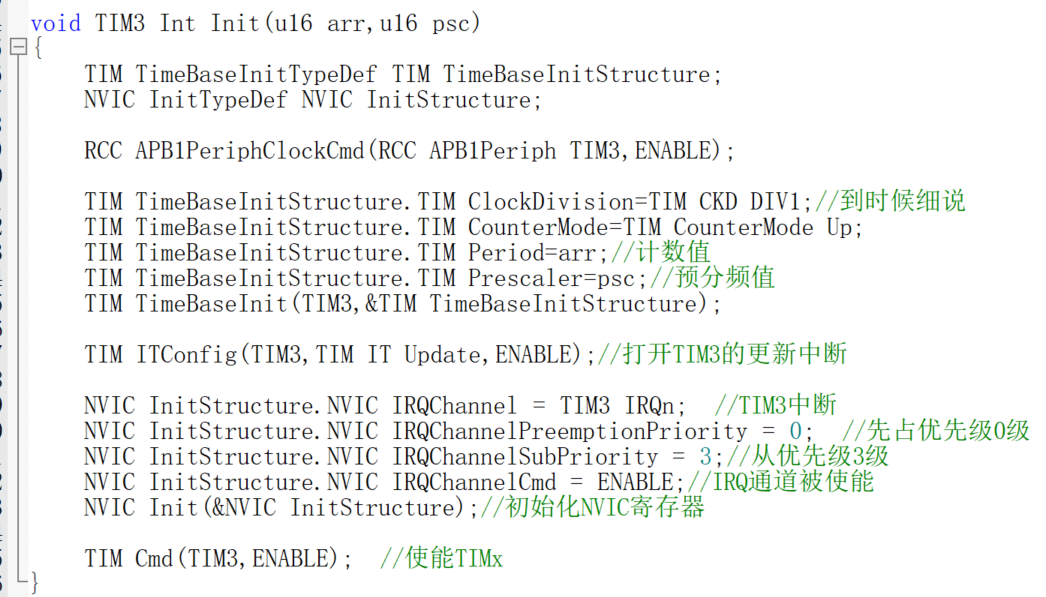 void TIM3 Int Init(u16 arr,u16 psc)
{
TIM TimeBaseInitTypeDef TIM TimeBaseInitStructure;
NVIC InitTypeDef NVIC InitStructure;
RCC APB1PeriphClockCmd(RCC APB1Periph TIM3,ENABLE);
TIM TimeBaseInitStructure.TIM ClockDivision=TIM CKD DIV1;//到时候细说
TIM TimeBaseInitStructure.TIM CounterMode=TIM CounterMode Up;
TIM TimeBaseInitStructure.TIM Period=arr;//计数值
TIM TimeBaseInitStructure.TIM Prescaler=psc;//预分频值
TIM TimeBaseInit(TIM3,&TIM TimeBaseInitStructure);
TIM ITConfig(TIM3,TIM IT Update,ENABLE);//打开TIM3的更新中断
NVIC InitStructure.NVIC IRQChannel = TIM3 IRQn;  //TIM3中断
NVIC InitStructure.NVIC IRQChannelPreemptionPriority = 0;  //先占优先级0级
NVIC InitStructure.NVIC IRQChannelSubPriority = 3;//从优先级3级
NVIC InitStructure.NVIC IRQChannelCmd = ENABLE;//IRQ通道被使能
NVIC Init(&NVIC InitStructure);//初始化NVIC寄存器
TIM Cmd(TIM3,ENABLE);  //使能TIMx
}